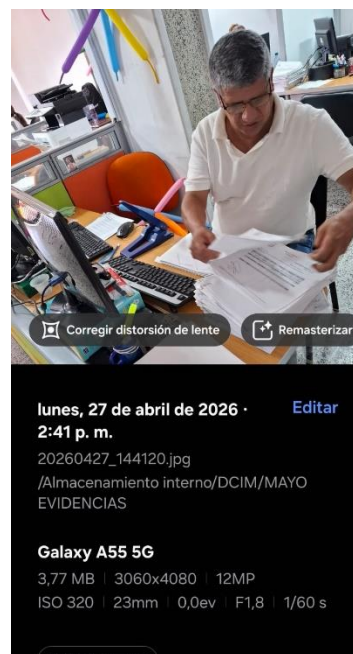 Corregir distorsión de lente
Remasterizar
lunes, 27 de abril de 2026 ·
Editar
2:41 p. m.
20260427_144120.jpg
/Almacenamiento interno/DCIM/MAYO
EVIDENCIAS
Galaxy A55 5G
3,77 MB | 3060x4080 | 12MP
ISO 320 | 23mm | 0,0ev | F1,8 | 1/60 s